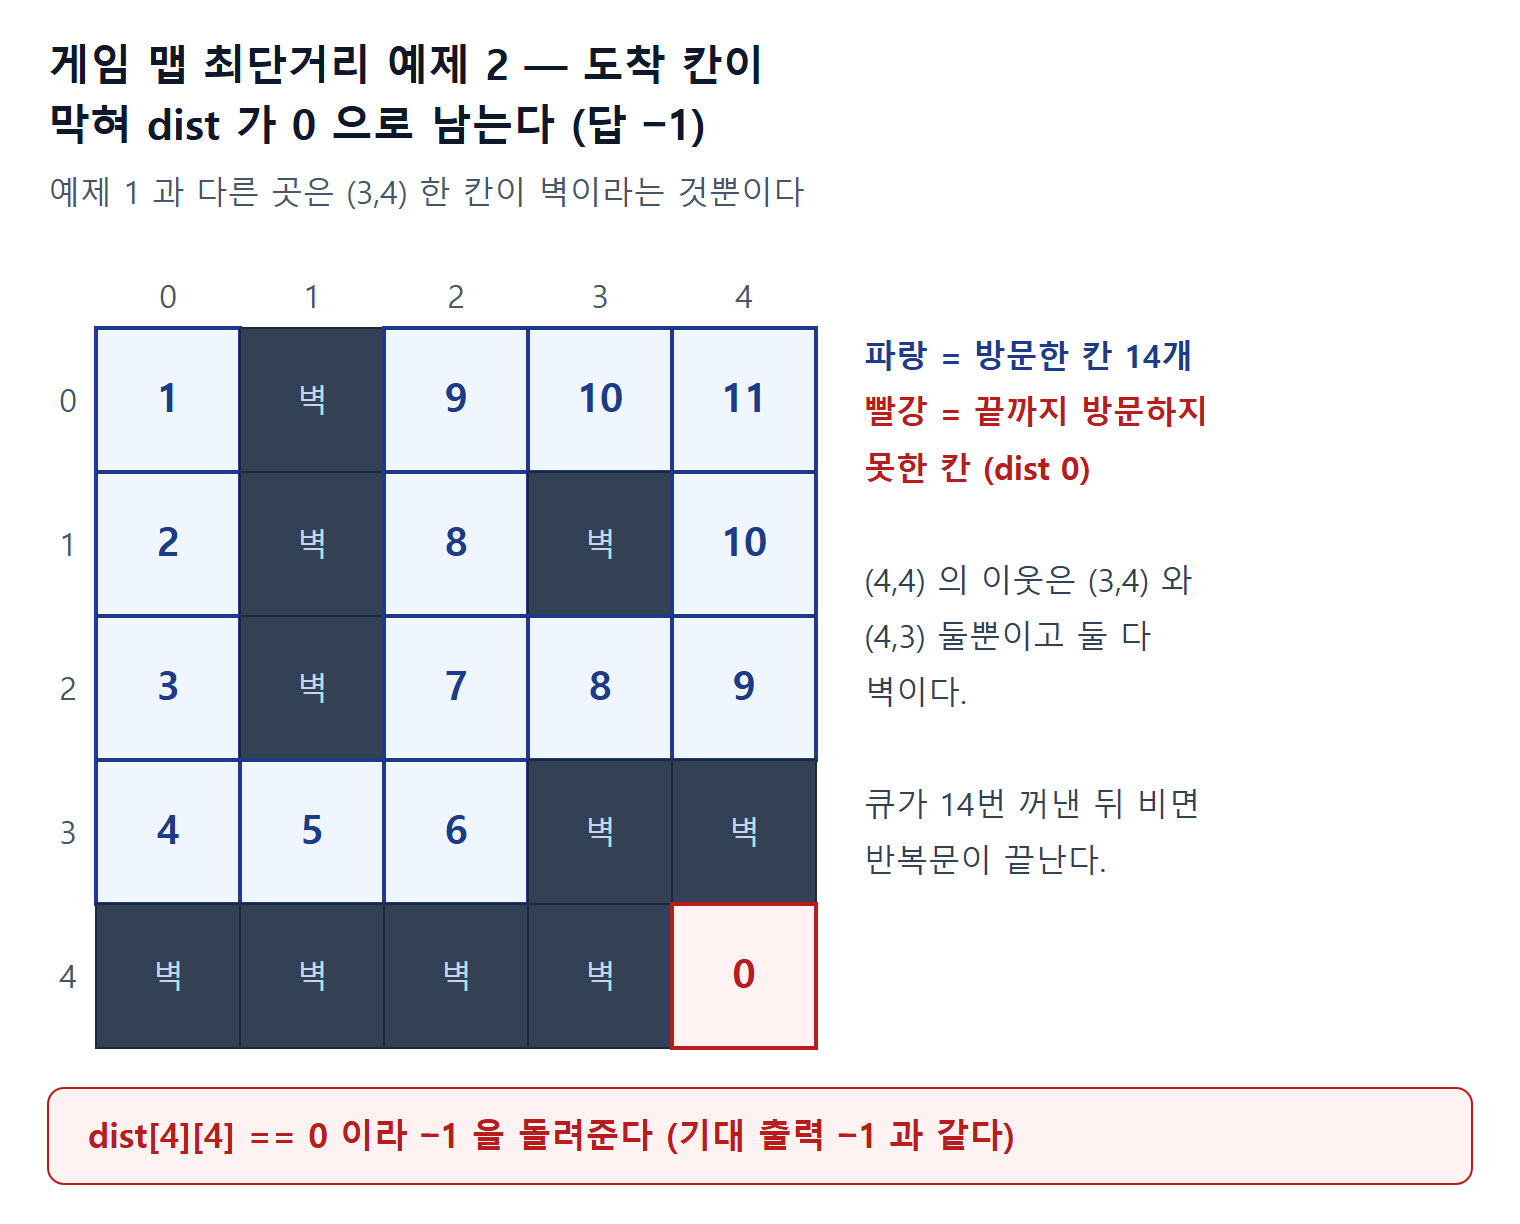 게임 맵 최단거리 예제 2 — 도착 칸이
막혀 dist 가 0 으로 남는다 (답 −1)
예제 1 과 다른 곳은 (3,4) 한 칸이 벽이라는 것뿐이다
0 1 2 3 4
0 1 벽 9 10 11
1 2 벽 8 벽 10
2 3 벽 7 8 9
3 4 5 6 벽 벽
4 벽 벽 벽 벽 0
파랑 = 방문한 칸 14개
빨강 = 끝까지 방문하지
못한 칸 (dist 0)
(4,4) 의 이웃은 (3,4) 와
(4,3) 둘뿐이고 둘 다
벽이다.
큐가 14번 꺼낸 뒤 비면
반복문이 끝난다.
dist[4][4] == 0 이라 −1 을 돌려준다 (기대 출력 −1 과 같다)